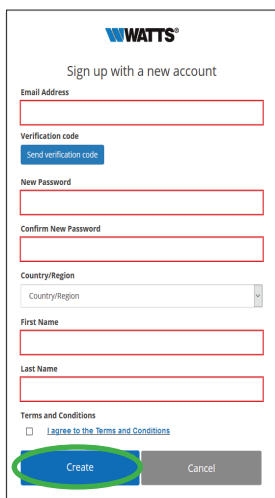 WATTS®
Sign up with a new account
Email Address
Verification code
Send verification code
New Password
Confirm New Password
Country/Region
Country/Region
First Name
Last Name
Terms and Conditions
I agree to the Terms and Conditions
Create Cancel